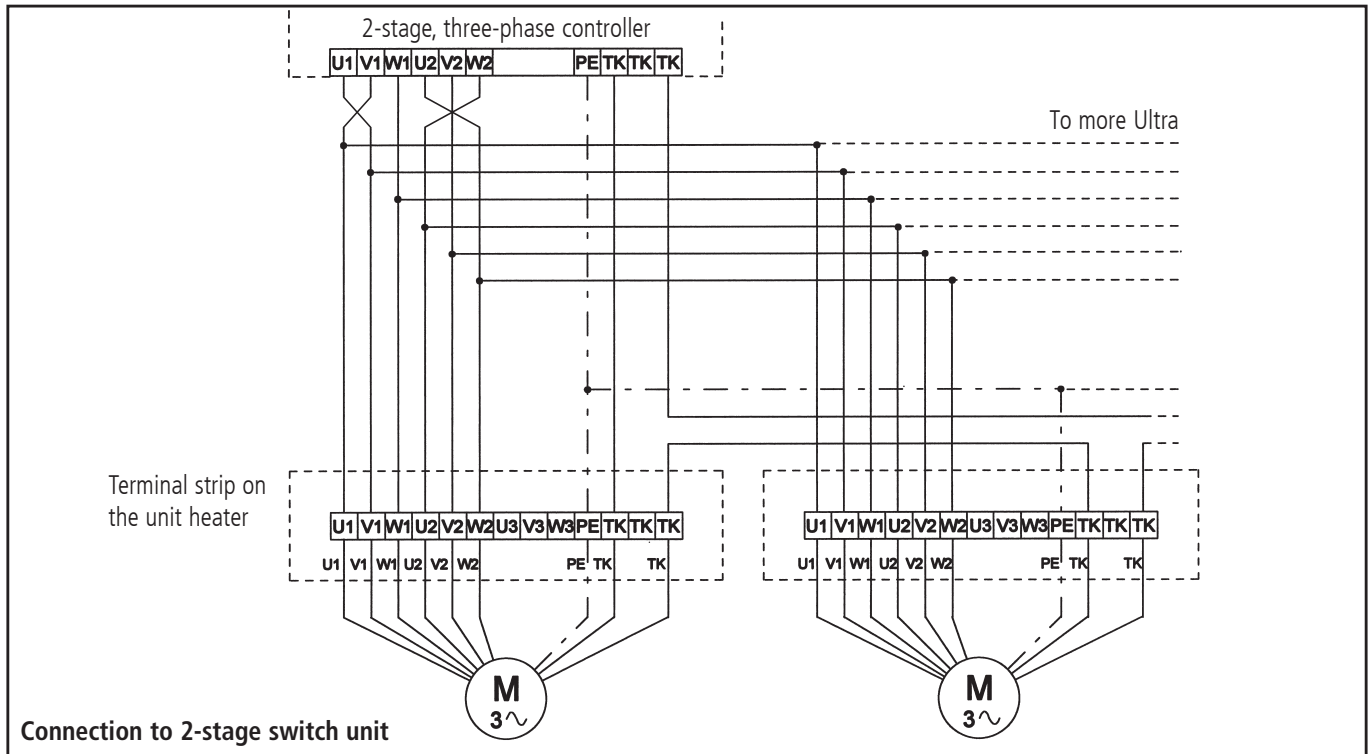 2-stage, three-phase controller
U1 V1 W1 U2 V2 W2 PE TK TK TK
To more Ultra
Terminal strip on
the unit heater
U1 V1 W1 U2 V2 W2 U3 V3 W3 PE TK TK TK
U1 V1 W1 U2 V2 W2 PE TK TK
U1 V1 W1 U2 V2 W2 U3 V3 W3 PE TK TK TK
U1 V1 W1 U2 V2 W2 PE TK TK
M
3~
M
3~
Connection to 2-stage switch unit